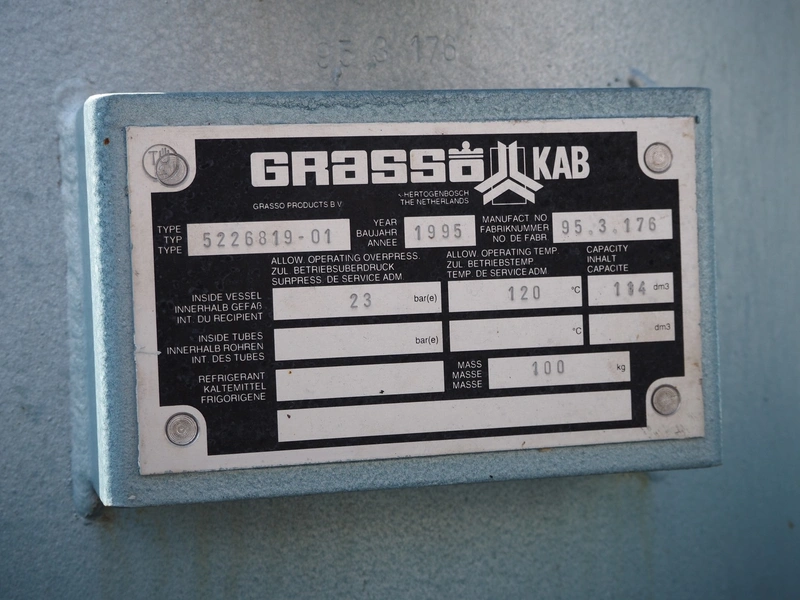 95 3 176
GRasso KAB
GRASSO PRODUCTS B.V.
'S-HERTOGENBOSCH
THE NETHERLANDS
TYPE
TYP
TYPE
5226819-01
YEAR
BAUJAHR
ANNEE
1995
MANUFACT NO
FABRIKNUMMER
NO DE FABR
95.3.176
ALLOW. OPERATING OVERPRESS.
ZUL BETRIEBSUBERDRUCK
SURPRESS DE SERVICE ADM
ALLOW. OPERATING TEMP.
ZUL BETRIEBSTEMP
TEMP. DE SERVICE ADM
CAPACITY
INHALT
CAPACITE
INSIDE VESSEL
INNERHALB GEFAß
INT. DU RECIPIENT
23 bar(e)
120 °C
dm3
INSIDE TUBES
INNERHALB ROHREN
INT. DES TUBES
bar(e)
°C
dm3
REFRIGERANT
KALTEMITTEL
FRIGORIGENE
MASS
MASSE
MASSE
100 kg